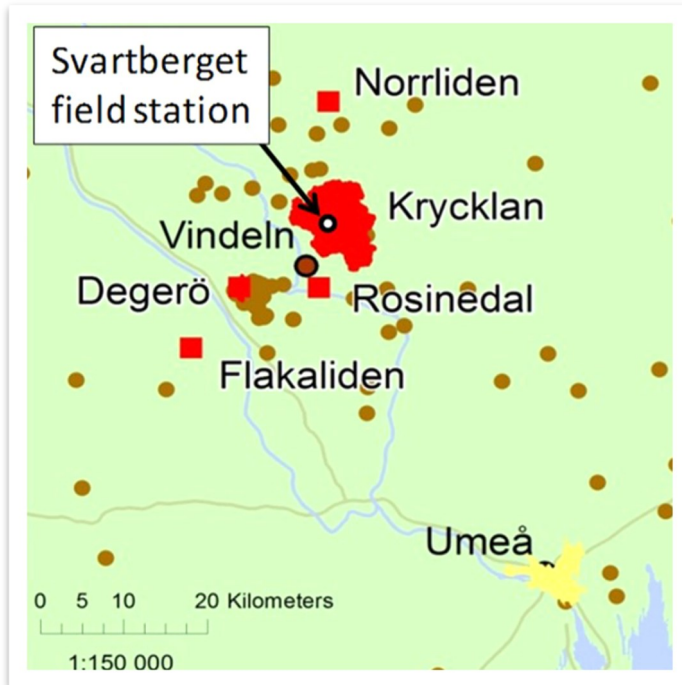 Svartberget
field station
Norrliden
Krycklan
Vindeln
Degerö
Rosinedal
Flakaliden
Umeå
0 5 10 20 Kilometers
1:150 000